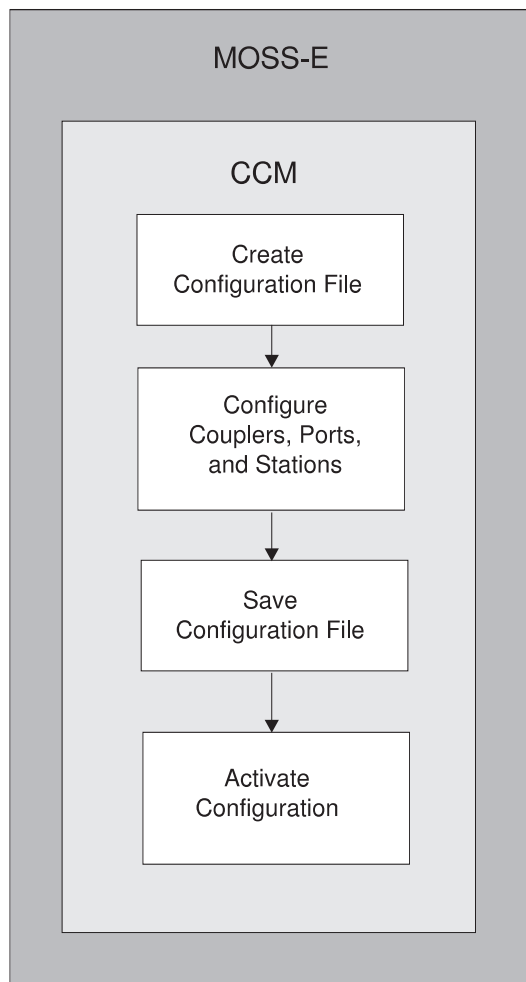 MOSS-E
CCM
Create
Configuration File
Configure
Couplers, Ports,
and Stations
Save
Configuration File
Activate
Configuration